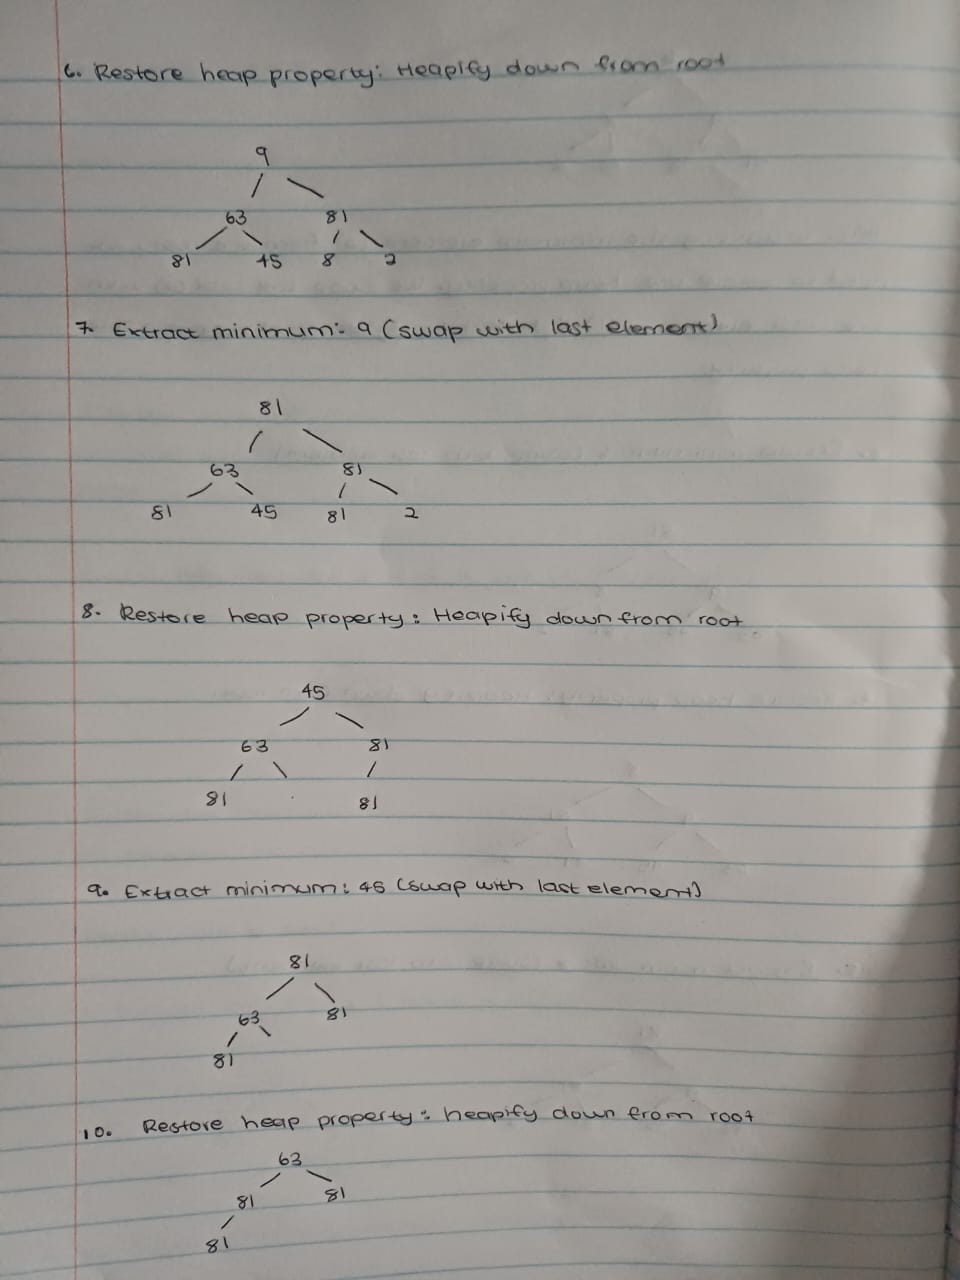 6. Restore heap property: Heapify down from root
9
63 81
81 45 8 2
7. Extract minimum: 9 (swap with last element)
81
63 81
81 45 81 2
8. Restore heap property: Heapify down from root
45
63 81
81 81
9. Extract minimum: 45 (swap with last element)
81
63 81
81
10. Restore heap property: heapify down from root
63
81 81
81